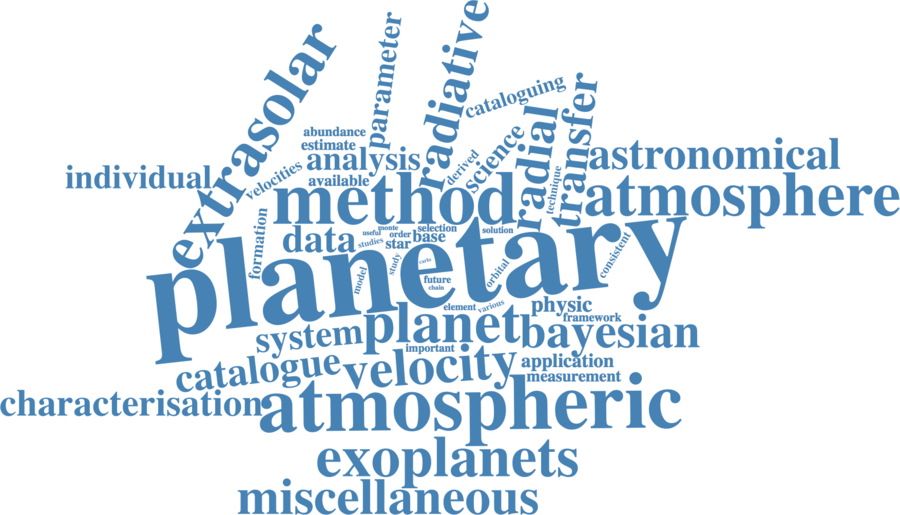 extrasolar
parameter
radiative
cataloguing
transfer
abundance
estimate
analysis
available
velocities
derived
science
radial
technique
astronomical
individual
atmosphere
method
formation
data
monte
useful
order
studies
star
selection
base
solution
planetary
consistent
model
study
carlo
future
chain
orbital
element
various
physic
framework
system
planet
bayesian
important
catalogue
velocity
application
measurement
characterisation
atmospheric
exoplanets
miscellaneous